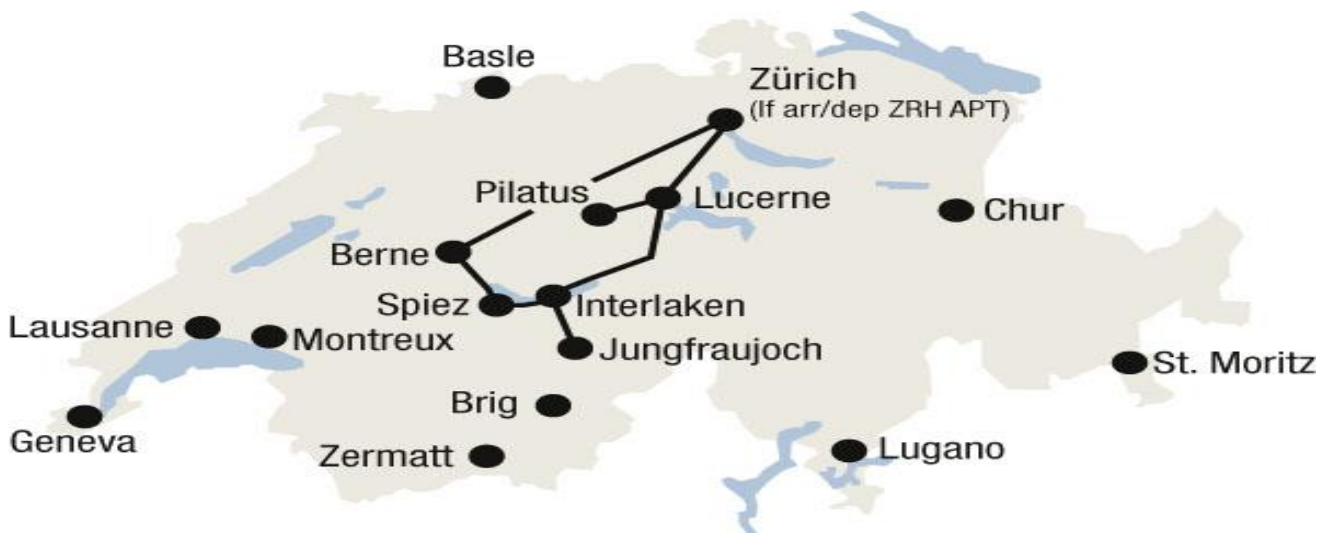 Basle
Zürich
(If arr/dep ZRH APT)
Pilatus
Lucerne
Chur
Berne
Spiez
Interlaken
Lausanne
Montreux
Jungfraujoch
St. Moritz
Brig
Geneva
Zermatt
Lugano